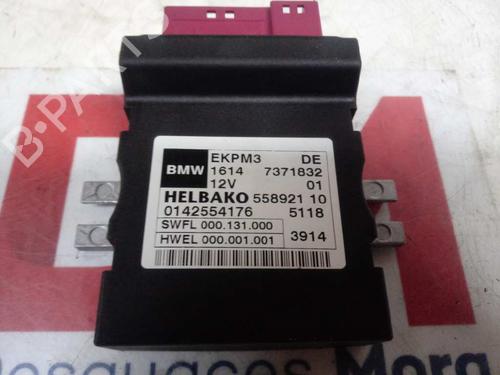 EKPM3 DE
BMW 1614 7371832
12V 01
HELBAKO 558921 10
0142554176 5118
SWFL 000.131.000
HWEL 000.001.001 3914
Desguaces Mora